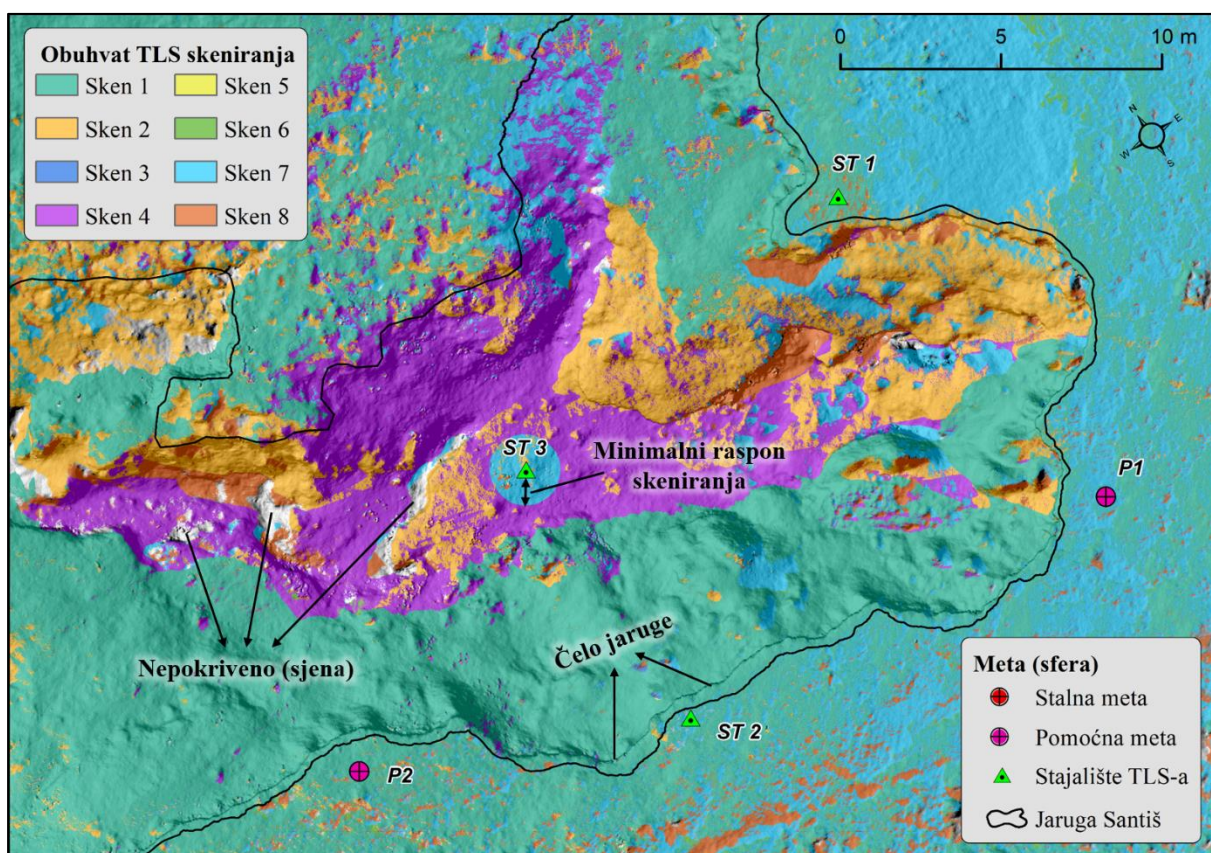 Obuhvat TLS skeniranja
Sken 1
Sken 5
Sken 2
Sken 6
Sken 3
Sken 7
Sken 4
Sken 8
0 5 10 m
N
E
W
S
ST 1
ST 3
Minimalni raspon
skeniranja
P1
Nepokriveno (sjena)
Čelo jaruge
ST 2
P2
Meta (sfera)
Stalna meta
Pomoćna meta
Stajalište TLS-a
Jaruga Santiš